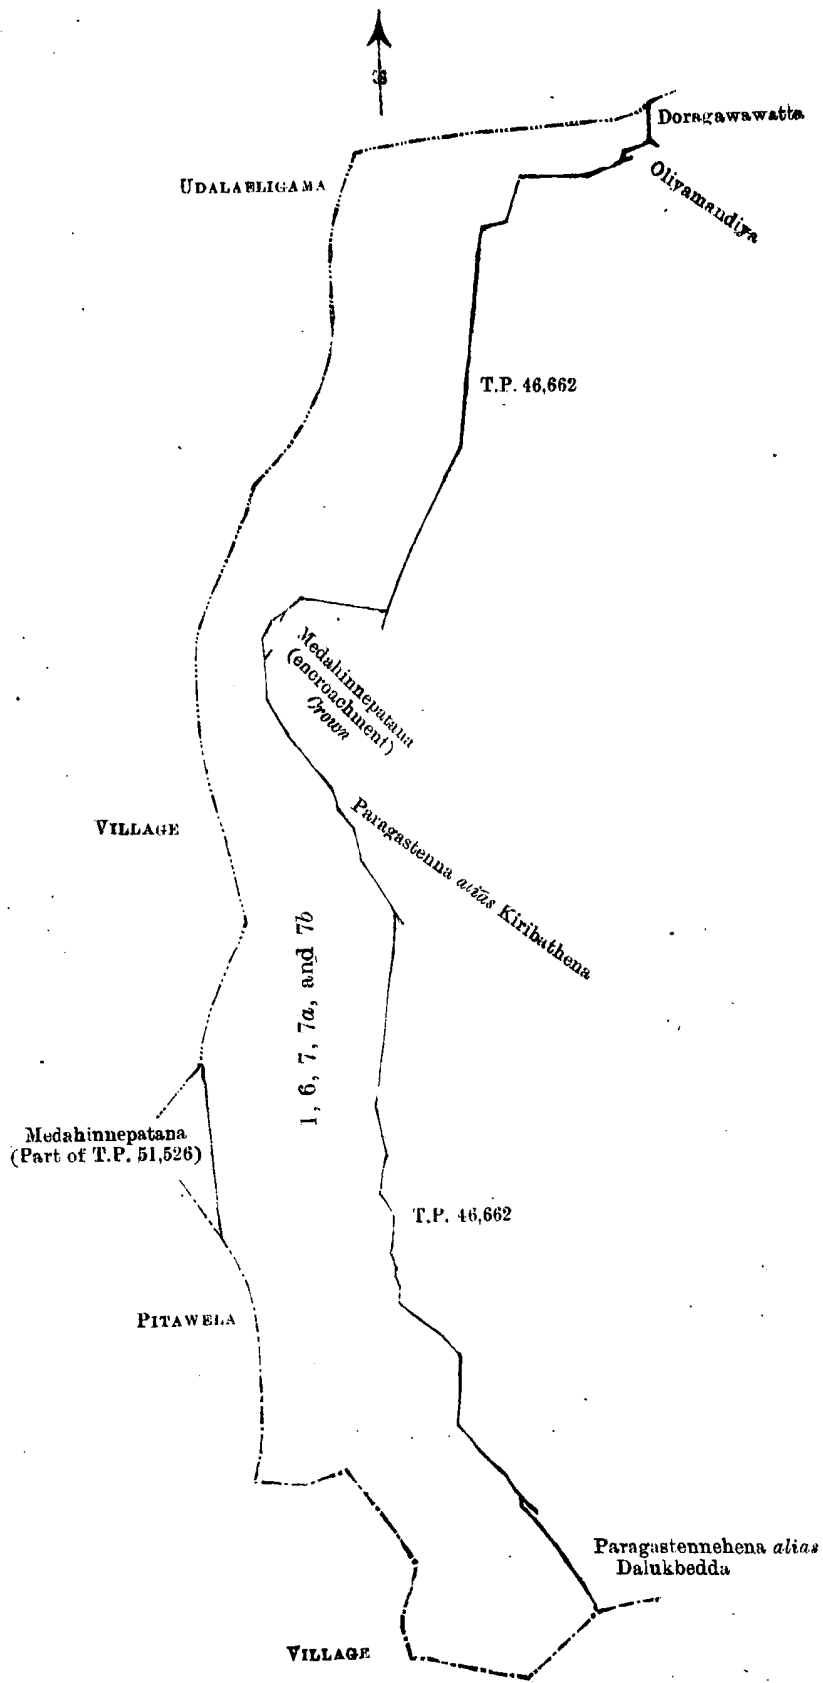 Doragawawatta
UDALAELIGAMA
Oliyamandiya
T.P. 46,662
Medahinnepatana
(encroachment)
Crown
VILLAGE
Paragastenna alias Kiribathena
1, 6, 7, 7a, and 7b
Medahinnepatana
(Part of T.P. 51,526)
T.P. 46,662
PITAWELA
Paragastennehena alias
Dalukbedda
VILLAGE